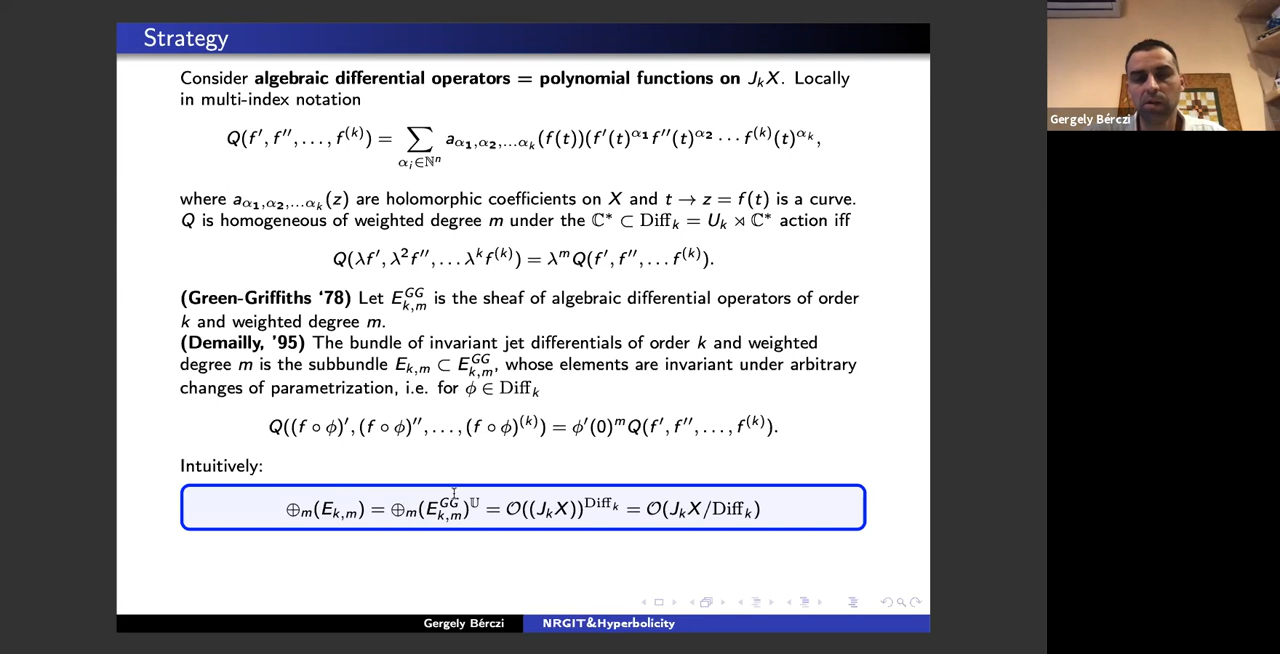 Strategy
Consider algebraic differential operators = polynomial functions on J_kX. Locally
in multi-index notation
Q(f′, f″, . . . , f^(k)) = ∑_{α_i∈ℕ^n} a_{α_1,α_2,...α_k}(f(t))(f′(t)^{α_1}f″(t)^{α_2} · · · f^(k)(t)^{α_k},
where a_{α_1,α_2,...α_k}(z) are holomorphic coefficients on X and t → z = f(t) is a curve.
Q is homogeneous of weighted degree m under the ℂ* ⊂ Diff_k = U_k ⋊ ℂ* action iff
Q(λf′, λ²f″, . . . λ^kf^(k)) = λ^mQ(f′, f″, . . . f^(k)).
(Green-Griffiths ‘78) Let E^{GG}_{k,m} is the sheaf of algebraic differential operators of order
k and weighted degree m.
(Demailly, ’95) The bundle of invariant jet differentials of order k and weighted
degree m is the subbundle E_{k,m} ⊂ E^{GG}_{k,m}, whose elements are invariant under arbitrary
changes of parametrization, i.e. for ϕ ∈ Diff_k
Q((f ∘ ϕ)′, (f ∘ ϕ)″, . . . , (f ∘ ϕ)^(k)) = ϕ′(0)^mQ(f′, f″, . . . , f^(k)).
Intuitively:
⊕_m(E_{k,m}) = ⊕_m(E^{GG}_{k,m})^𝕌 = 𝒪((J_kX))^{Diff_k} = 𝒪(J_kX/Diff_k)
Gergely Bérczi
NRGIT&Hyperbolicity
Gergely Bérczi